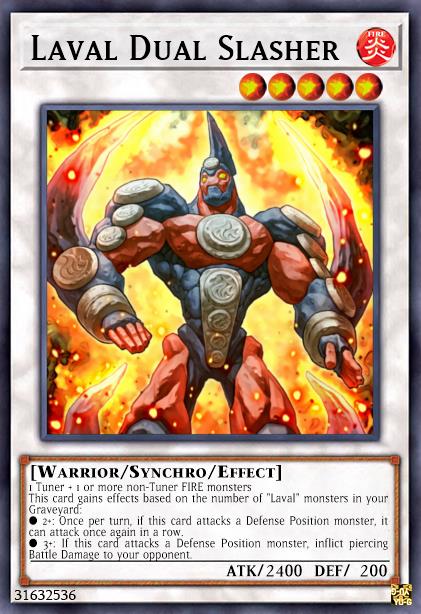 LAVAL DUAL SLASHER
FIRE
炎
[WARRIOR/SYNCHRO/EFFECT]
1 Tuner + 1 or more non-Tuner FIRE monsters
This card gains effects based on the number of "Laval" monsters in your
Graveyard:
● 2+: Once per turn, if this card attacks a Defense Position monster, it
can attack once again in a row.
● 3+: If this card attacks a Defense Position monster, inflict piercing
Battle Damage to your opponent.
ATK/2400 DEF/ 200
31632536